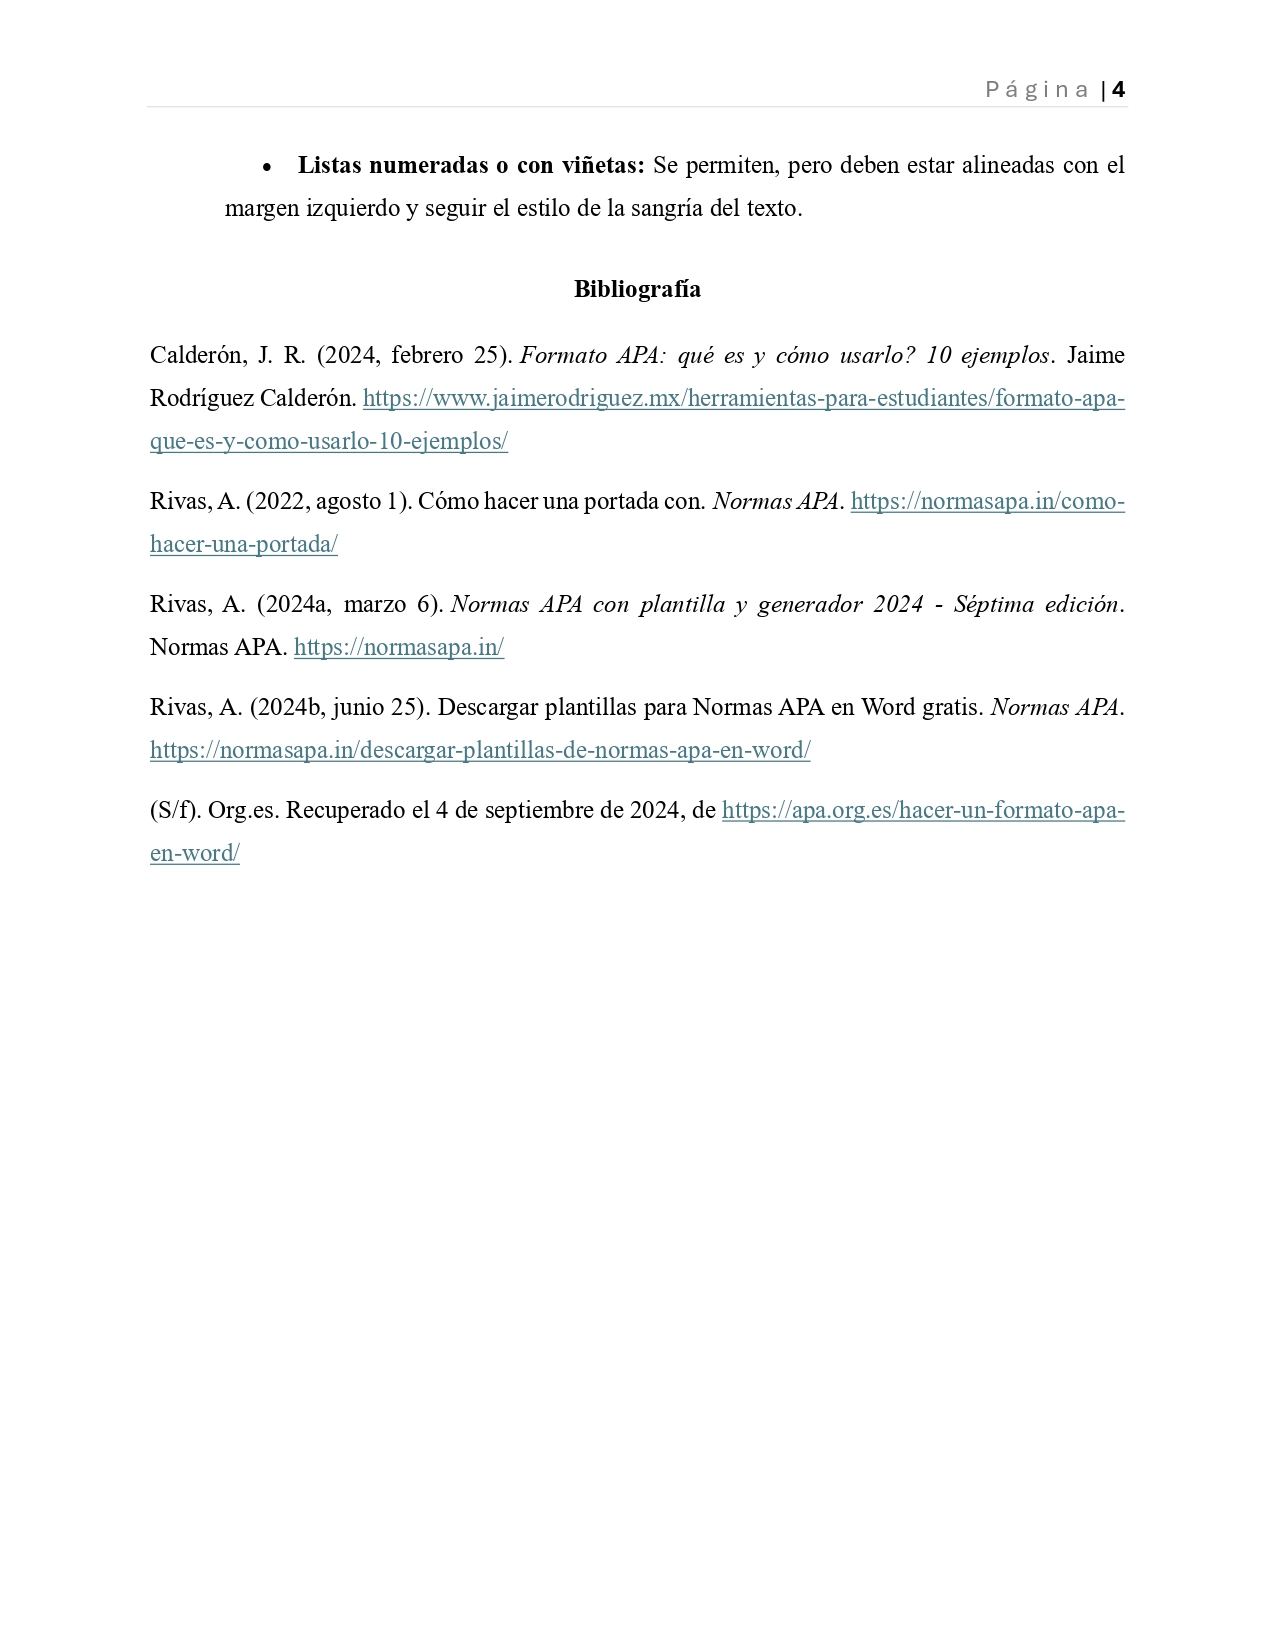 Página | 4
• Listas numeradas o con viñetas: Se permiten, pero deben estar alineadas con el
margen izquierdo y seguir el estilo de la sangría del texto.
Bibliografía
Calderón, J. R. (2024, febrero 25). Formato APA: qué es y cómo usarlo? 10 ejemplos. Jaime
Rodríguez Calderón. https://www.jaimerodriguez.mx/herramientas-para-estudiantes/formato-apa-
que-es-y-como-usarlo-10-ejemplos/
Rivas, A. (2022, agosto 1). Cómo hacer una portada con. Normas APA. https://normasapa.in/como-
hacer-una-portada/
Rivas, A. (2024a, marzo 6). Normas APA con plantilla y generador 2024 - Séptima edición.
Normas APA. https://normasapa.in/
Rivas, A. (2024b, junio 25). Descargar plantillas para Normas APA en Word gratis. Normas APA.
https://normasapa.in/descargar-plantillas-de-normas-apa-en-word/
(S/f). Org.es. Recuperado el 4 de septiembre de 2024, de https://apa.org.es/hacer-un-formato-apa-
en-word/